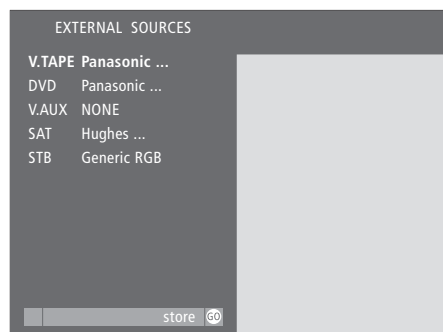 EXTERNAL SOURCES
V.TAPE Panasonic ...
DVD Panasonic ...
V.AUX NONE
SAT Hughes ...
STB Generic RGB
store GO